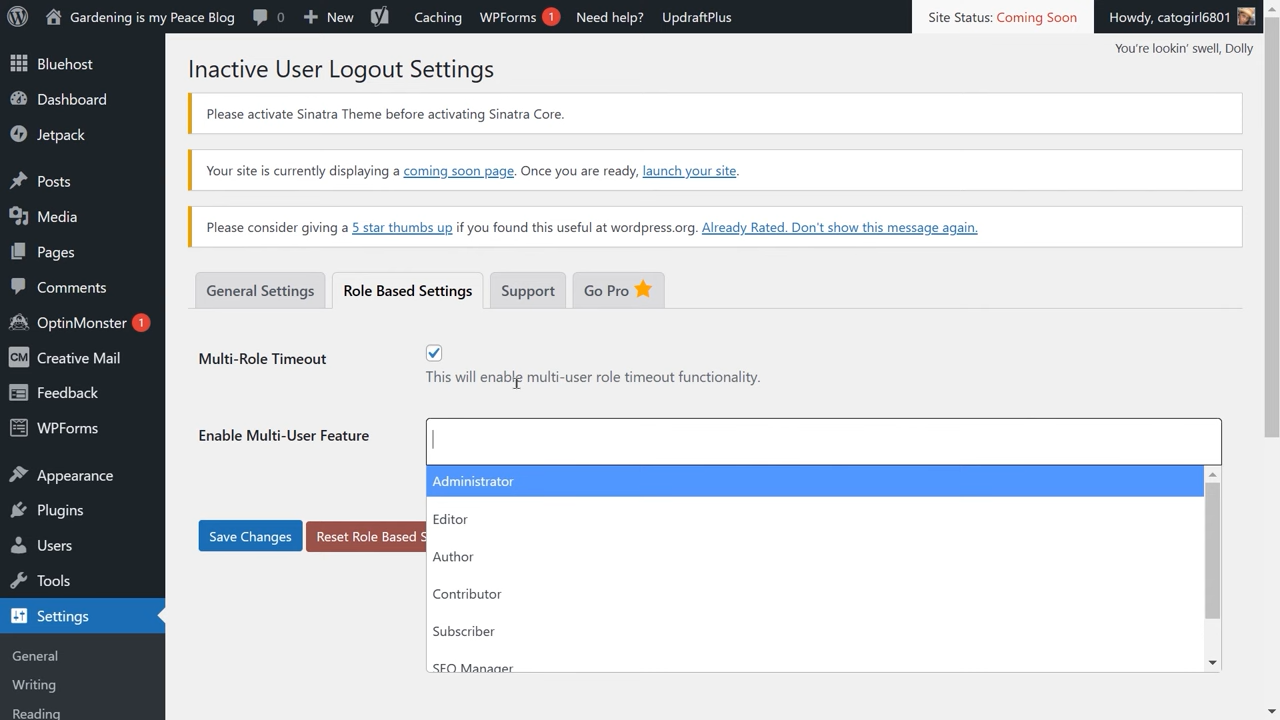 Gardening is my Peace Blog 0 New Caching WPForms 1 Need help? UpdraftPlus Site Status: Coming Soon Howdy, catogirl6801
You're lookin' swell, Dolly
Bluehost
Dashboard
Jetpack
Posts
Media
Pages
Comments
OptinMonster 1
CM Creative Mail
Feedback
WPForms
Appearance
Plugins
Users
Tools
Settings
General
Writing
Reading
Inactive User Logout Settings
Please activate Sinatra Theme before activating Sinatra Core.
Your site is currently displaying a coming soon page. Once you are ready, launch your site.
Please consider giving a 5 star thumbs up if you found this useful at wordpress.org. Already Rated. Don't show this message again.
General Settings Role Based Settings Support Go Pro
Multi-Role Timeout
This will enable multi-user role timeout functionality.
Enable Multi-User Feature
Administrator
Editor
Author
Contributor
Subscriber
SEO Manager
Save Changes Reset Role Based S